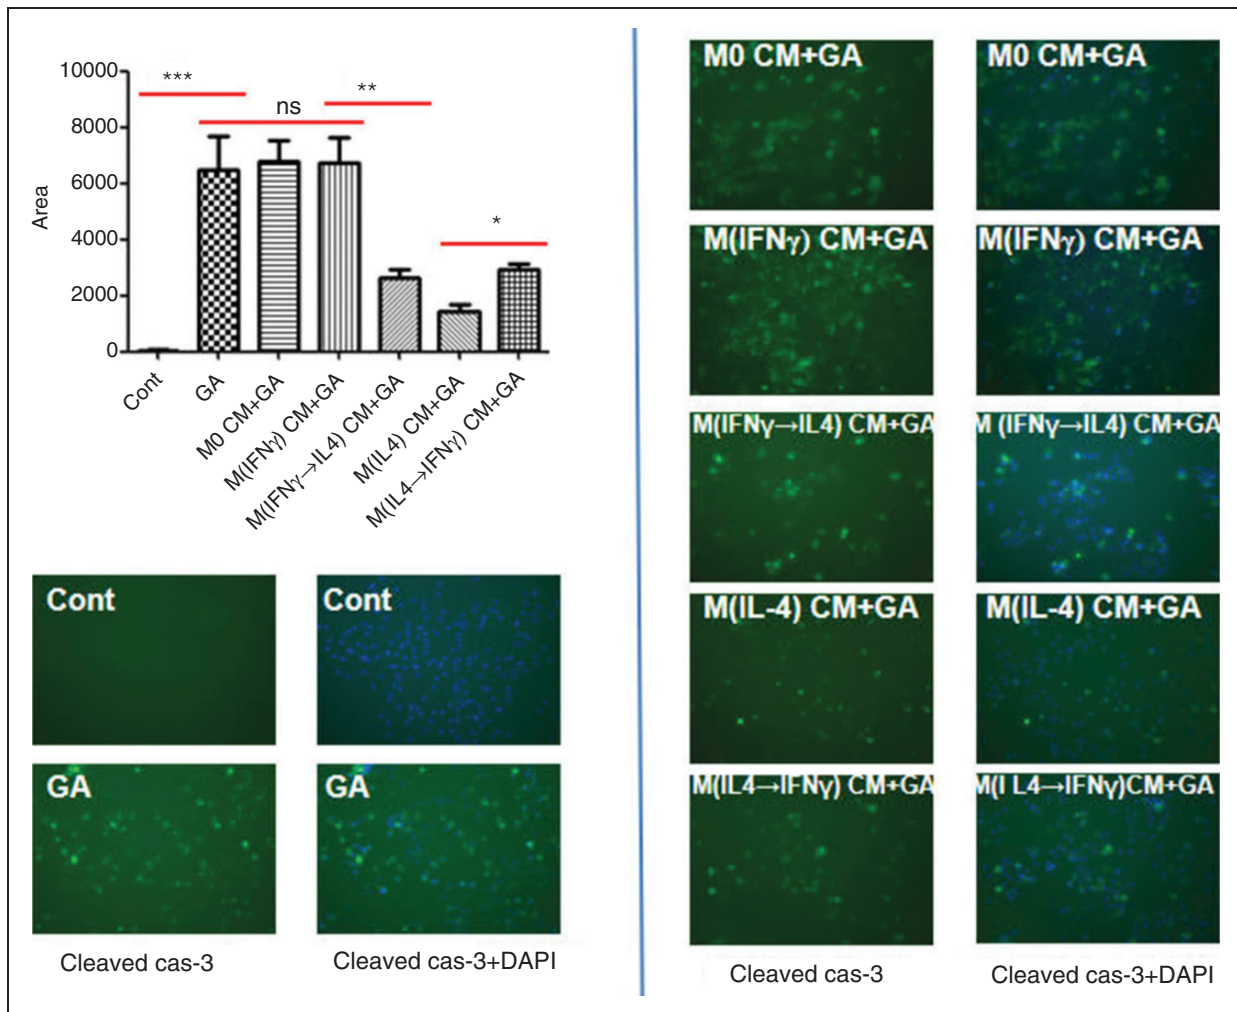 10000
8000
6000
4000
2000
0
Area
***
ns
**
*
Cont
GA
M0 CM+GA
M(IFNγ) CM+GA
M(IFNγ→IL4) CM+GA
M(IL4) CM+GA
M(IL4→IFNγ) CM+GA
Cont
Cont
GA
GA
Cleaved cas-3
Cleaved cas-3+DAPI
M0 CM+GA
M0 CM+GA
M(IFNγ) CM+GA
M(IFNγ) CM+GA
M(IFNγ→IL4) CM+GA
M (IFNγ→IL4) CM+GA
M(IL-4) CM+GA
M(IL-4) CM+GA
M(IL4→IFNγ) CM+GA
M(I L4→IFNγ)CM+GA
Cleaved cas-3
Cleaved cas-3+DAPI